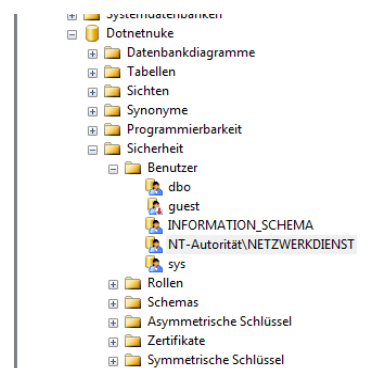 Systemdatenbanken
Dotnetnuke
Datenbankdiagramme
Tabellen
Sichten
Synonyme
Programmierbarkeit
Sicherheit
Benutzer
dbo
guest
INFORMATION_SCHEMA
NT-Autorität\NETZWERKDIENST
sys
Rollen
Schemas
Asymmetrische Schlüssel
Zertifikate
Symmetrische Schlüssel